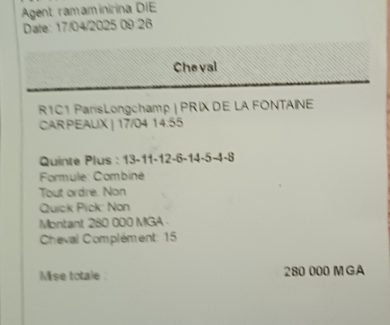 Agent: ramaminirina DIE
Date: 17/04/2025 09:26
Cheval
R1C1 ParisLongchamp | PRIX DE LA FONTAINE
CARPEAUX | 17/04 14:55
Quinte Plus : 13-11-12-6-14-5-4-8
Formule: Combiné
Tout ordre: Non
Quick Pick: Non
Montant: 280 000 MGA
Cheval Complément: 15
Mise totale : 280 000 MGA